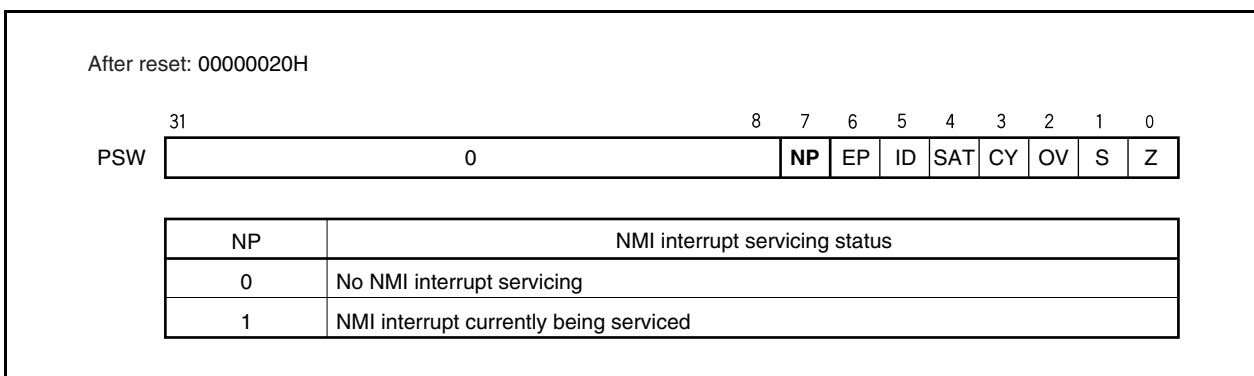 After reset: 00000020H
31 8 7 6 5 4 3 2 1 0
PSW 0 NP EP ID SAT CY OV S Z
NP NMI interrupt servicing status
0 No NMI interrupt servicing
1 NMI interrupt currently being serviced